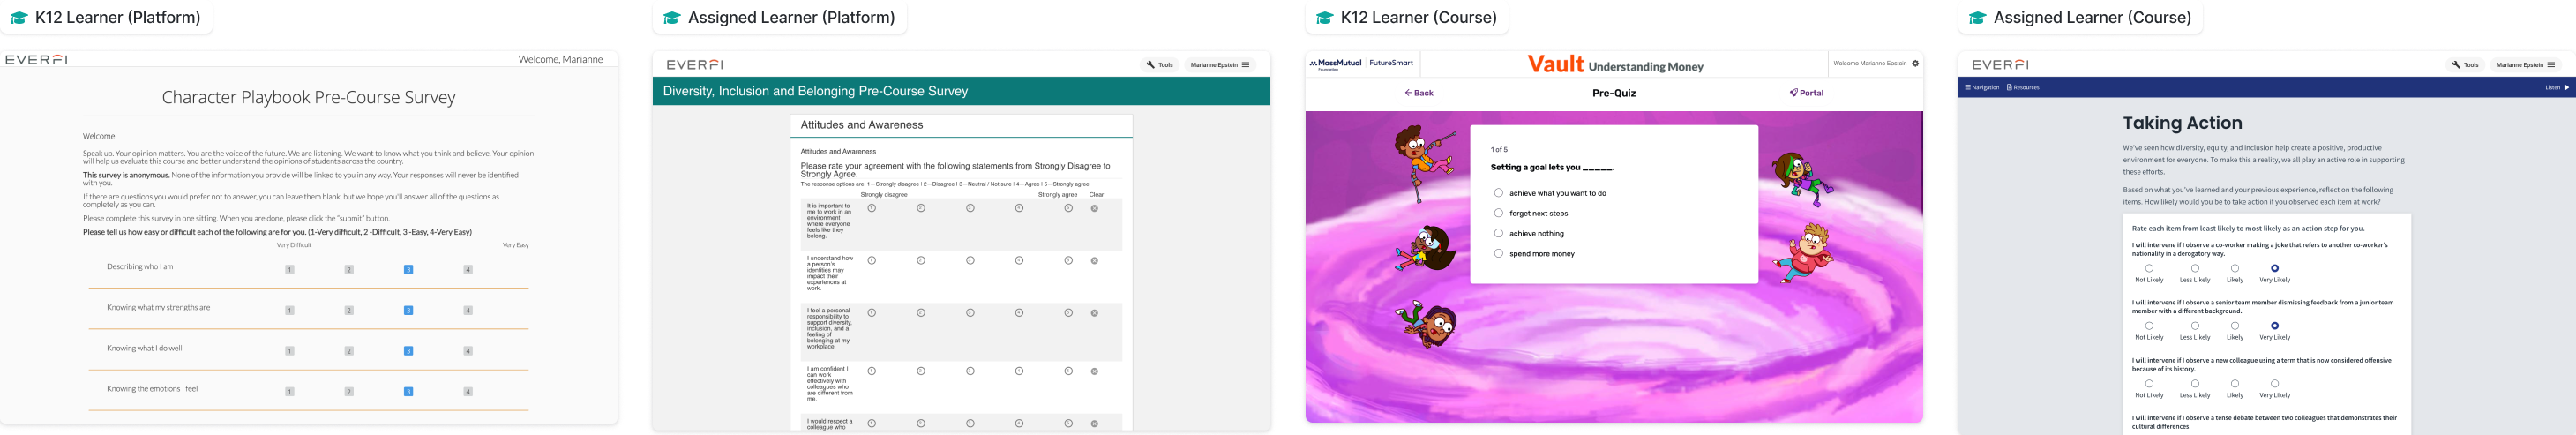 K12 Learner (Platform)
EVERFI
Welcome, Marianne
Character Playbook Pre-Course Survey
Welcome
Speak up. Your opinion matters. You are the voice of the future. We are listening. We want to know what you think and believe. Your opinion
will help us evaluate this course and better understand the opinions of students across the country.
This survey is anonymous. None of the information you provide will be linked to you in any way. Your responses will never be identified
with you.
If there are questions you would prefer not to answer, you can leave them blank, but we hope you'll answer all of the questions as
completely as you can.
Please complete this survey in one sitting. When you are done, please click the "submit" button.
Please tell us how easy or difficult each of the following are for you. (1-Very difficult, 2 -Difficult, 3 -Easy, 4-Very Easy)
Very Difficult Very Easy
Describing who I am 1 2 3 4
Knowing what my strengths are 1 2 3 4
Knowing what I do well 1 2 3 4
Knowing the emotions I feel 1 2 3 4
Assigned Learner (Platform)
EVERFI
Tools Marianne Epstein
Diversity, Inclusion and Belonging Pre-Course Survey
Attitudes and Awareness
Attitudes and Awareness
Please rate your agreement with the following statements from Strongly Disagree to
Strongly Agree.
The response options are: 1—Strongly disagree | 2—Disagree | 3—Neutral / Not sure | 4—Agree | 5—Strongly agree
Strongly disagree Strongly agree Clear
It is important to
me to work in an
environment
where everyone
feels like they
belong.
I understand how
a person's
identities may
impact their
experiences at
work.
I feel a personal
responsibility to
support diversity,
inclusion, and a
feeling of
belonging at my
workplace.
I am confident I
can work
effectively with
colleagues who
are different from
me.
I would respect a
colleague who
K12 Learner (Course)
MassMutual Foundation FutureSmart
Vault Understanding Money
Welcome Marianne Epstein
Back
Pre-Quiz
Portal
1 of 5
Setting a goal lets you _____.
achieve what you want to do
forget next steps
achieve nothing
spend more money
Assigned Learner (Course)
EVERFI
Tools Marianne Epstein
Navigation Resources Listen
Taking Action
We've seen how diversity, equity, and inclusion help create a positive, productive
environment for everyone. To make this a reality, we all play an active role in supporting
these efforts.
Based on what you've learned and your previous experience, reflect on the following
items. How likely would you be to take action if you observed each item at work?
Rate each item from least likely to most likely as an action step for you.
I will intervene if I observe a co-worker making a joke that refers to another co-worker's
nationality in a derogatory way.
Not Likely Less Likely Likely Very Likely
I will intervene if I observe a senior team member dismissing feedback from a junior team
member with a different background.
Not Likely Less Likely Likely Very Likely
I will intervene if I observe a new colleague using a term that is now considered offensive
because of its history.
Not Likely Less Likely Likely Very Likely
I will intervene if I observe a tense debate between two colleagues that demonstrates their
cultural differences.